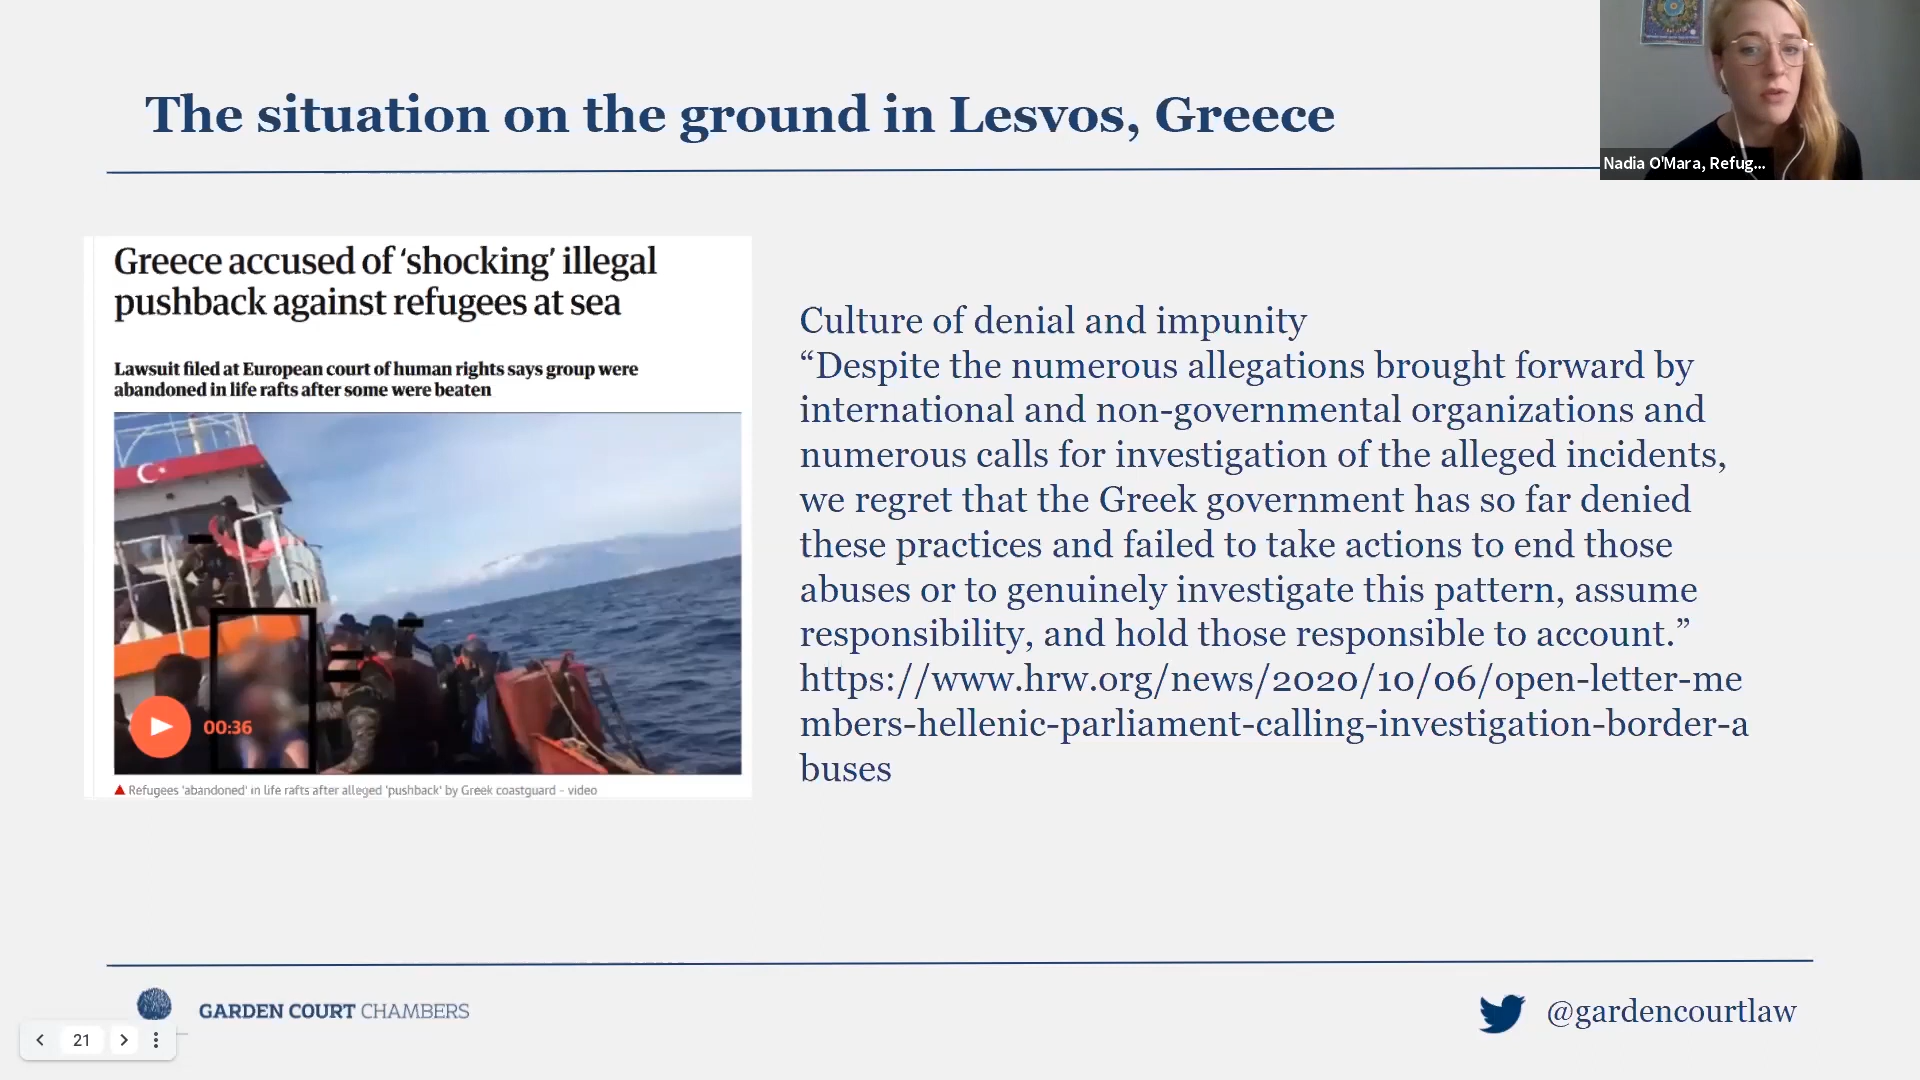 The situation on the ground in Lesvos, Greece
Nadia O'Mara, Refug...
Greece accused of ‘shocking’ illegal
pushback against refugees at sea
Lawsuit filed at European court of human rights says group were
abandoned in life rafts after some were beaten
00:36
Refugees 'abandoned' in life rafts after alleged 'pushback' by Greek coastguard - video
Culture of denial and impunity
“Despite the numerous allegations brought forward by
international and non-governmental organizations and
numerous calls for investigation of the alleged incidents,
we regret that the Greek government has so far denied
these practices and failed to take actions to end those
abuses or to genuinely investigate this pattern, assume
responsibility, and hold those responsible to account.”
https://www.hrw.org/news/2020/10/06/open-letter-me
mbers-hellenic-parliament-calling-investigation-border-a
buses
GARDEN COURT CHAMBERS
@gardencourtlaw
21